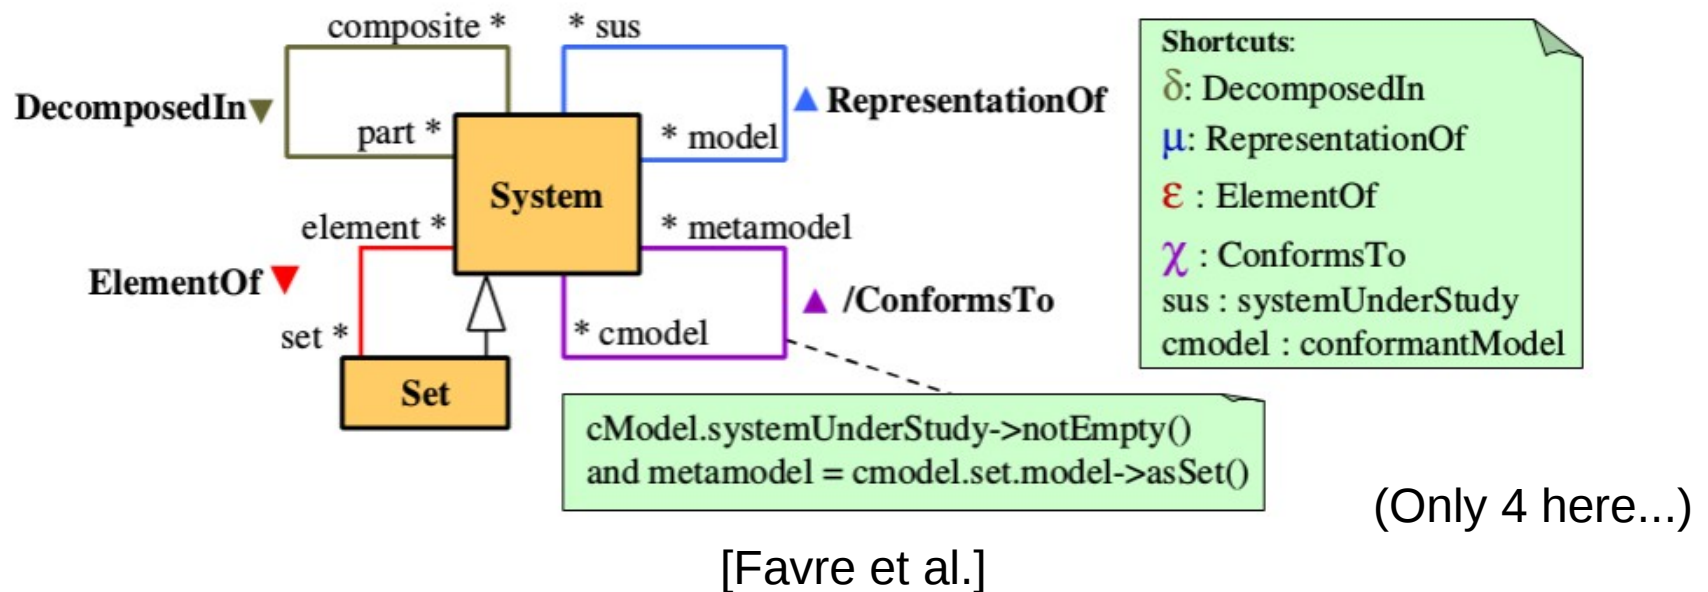 composite *
* sus
DecomposedIn▼
▲ RepresentationOf
part *
* model
System
element *
* metamodel
ElementOf ▼
▲ /ConformsTo
set *
* cmodel
Set
Shortcuts:
δ: DecomposedIn
μ: RepresentationOf
ε : ElementOf
χ : ConformsTo
sus : systemUnderStudy
cmodel : conformantModel
cModel.systemUnderStudy->notEmpty()
and metamodel = cmodel.set.model->asSet()
(Only 4 here...)
[Favre et al.]